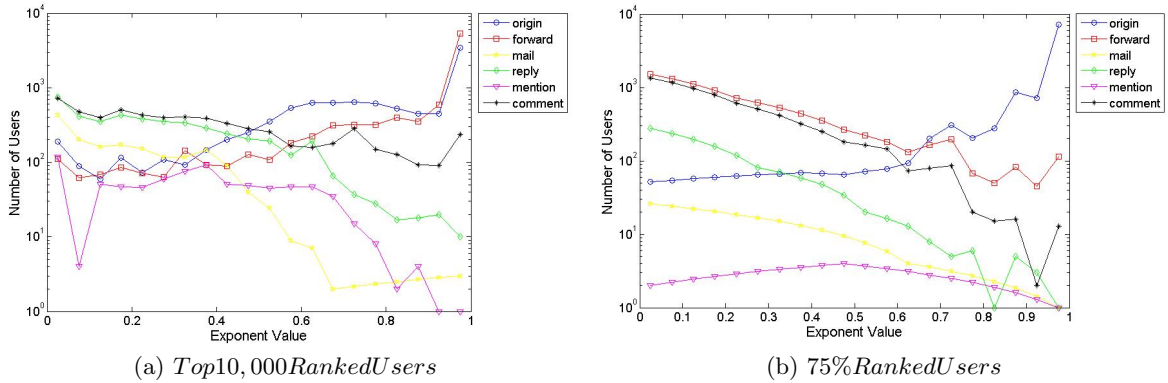 10^4
10^3
10^2
10^1
10^0
Number of Users
0 0.2 0.4 0.6 0.8 1
Exponent Value
origin
forward
mail
reply
mention
comment
(a) Top10,000RankedUsers
10^4
10^3
10^2
10^1
10^0
Number of Users
0 0.1 0.2 0.3 0.4 0.5 0.6 0.7 0.8 0.9 1
Exponent Value
origin
forward
mail
reply
mention
comment
(b) 75%RankedUsers